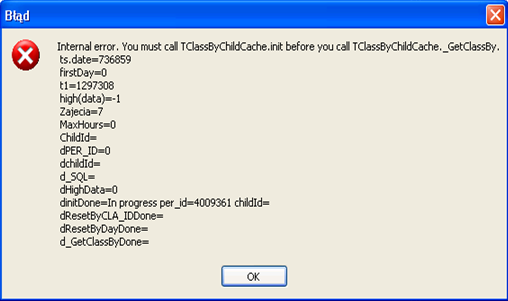 Błąd
Internal error. You must call TClassByChildCache.init before you call TClassByChildCache._GetClassBy.
ts.date=736859
firstDay=0
t1=1297308
high(data)=-1
Zajecia=7
MaxHours=0
ChildId=
dPER_ID=0
dchildId=
d_SQL=
dHighData=0
dinitDone=In progress per_id=4009361 childId=
dResetByCLA_IDDone=
dResetByDayDone=
d_GetClassByDone=
OK